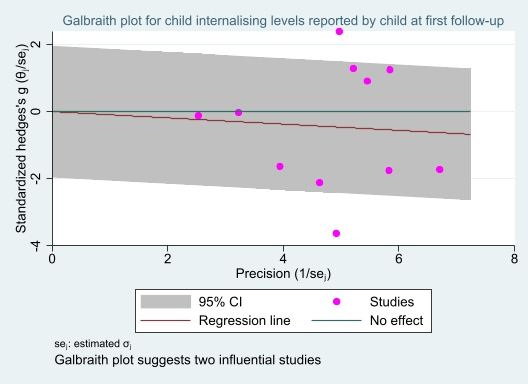 Galbraith plot for child internalising levels reported by child at first follow-up
Standardized hedges's g (θj/sej)
2
0
-2
-4
0 2 4 6 8
Precision (1/sej)
95% CI Studies
Regression line No effect
sej: estimated σj
Galbraith plot suggests two influential studies